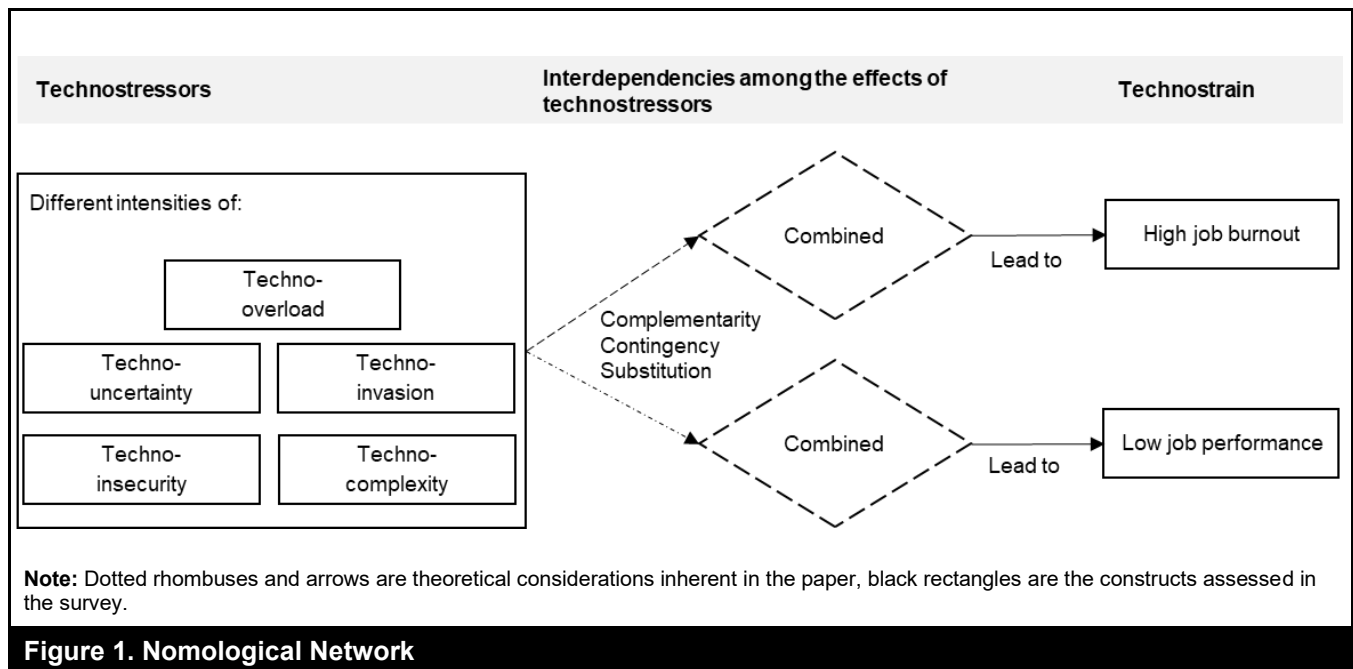 Technostressors
Interdependencies among the effects of
technostressors
Technostrain
Different intensities of:
Techno-
overload
Techno-
uncertainty
Techno-
invasion
Techno-
insecurity
Techno-
complexity
Complementarity
Contingency
Substitution
Combined
Lead to
High job burnout
Combined
Lead to
Low job performance
Note: Dotted rhombuses and arrows are theoretical considerations inherent in the paper, black rectangles are the constructs assessed in
the survey.
Figure 1. Nomological Network